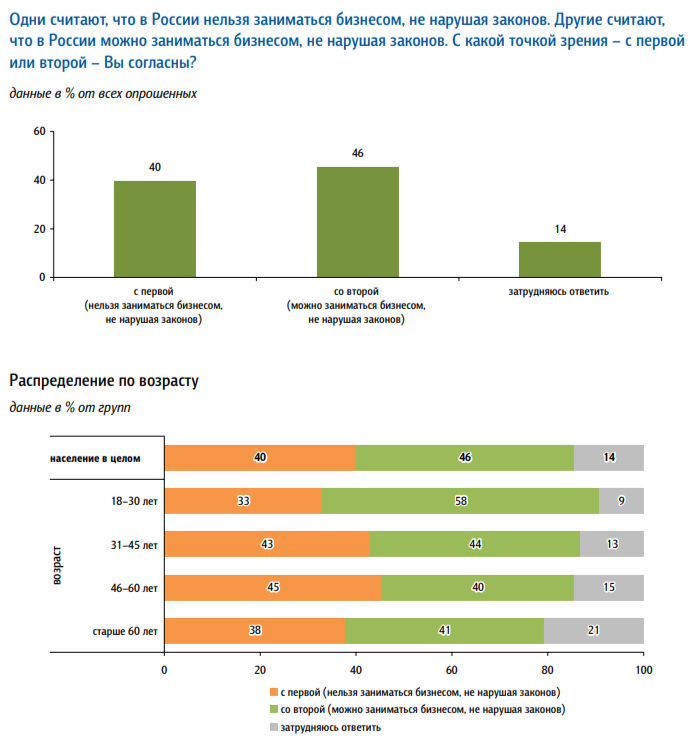 Одни считают, что в России нельзя заниматься бизнесом, не нарушая законов. Другие считают,
что в России можно заниматься бизнесом, не нарушая законов. С какой точкой зрения – с первой
или второй – Вы согласны?
данные в % от всех опрошенных
60
40
20
0
40
46
14
с первой
(нельзя заниматься бизнесом,
не нарушая законов)
со второй
(можно заниматься бизнесом,
не нарушая законов)
затрудняюсь ответить
Распределение по возрасту
данные в % от групп
население в целом 40 46 14
возраст
18–30 лет 33 58 9
31–45 лет 43 44 13
46–60 лет 45 40 15
старше 60 лет 38 41 21
0 20 40 60 80 100
с первой (нельзя заниматься бизнесом, не нарушая законов)
со второй (можно заниматься бизнесом, не нарушая законов)
затрудняюсь ответить